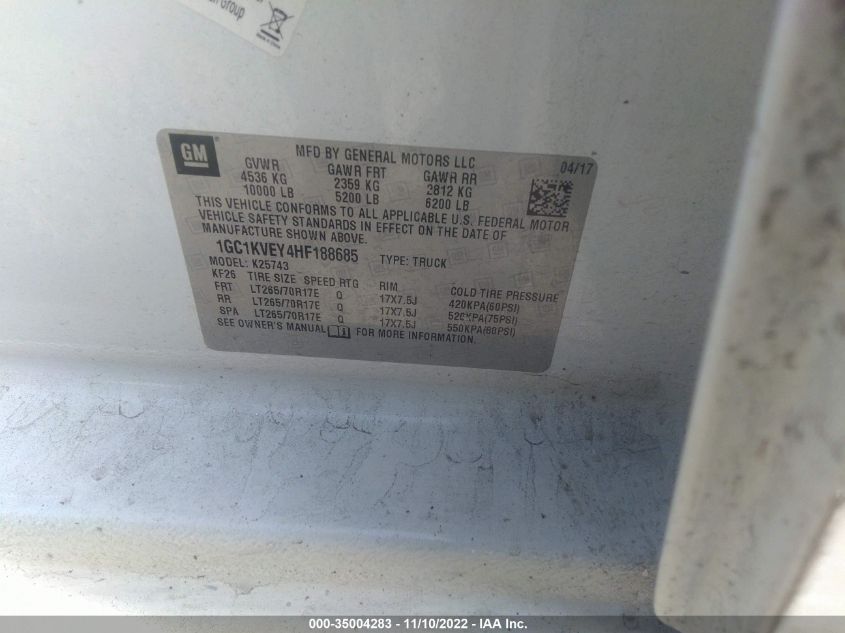 Group
GM
MFD BY GENERAL MOTORS LLC 04/17
GVWR GAWR FRT GAWR RR
4536 KG 2359 KG 2812 KG
10000 LB 5200 LB 6200 LB
THIS VEHICLE CONFORMS TO ALL APPLICABLE U.S. FEDERAL MOTOR
VEHICLE SAFETY STANDARDS IN EFFECT ON THE DATE OF
MANUFACTURE SHOWN ABOVE.
1GC1KVEY4HF188685 TYPE: TRUCK
MODEL: K25743
KF26 TIRE SIZE SPEED RTG RIM COLD TIRE PRESSURE
FRT LT265/70R17E Q 17X7.5J 420KPA(60PSI)
RR LT265/70R17E Q 17X7.5J 520KPA(75PSI)
SPA LT265/70R17E Q 17X7.5J 550KPA(80PSI)
SEE OWNER'S MANUAL FOR MORE INFORMATION.
000-35004283 - 11/10/2022 - IAA Inc.